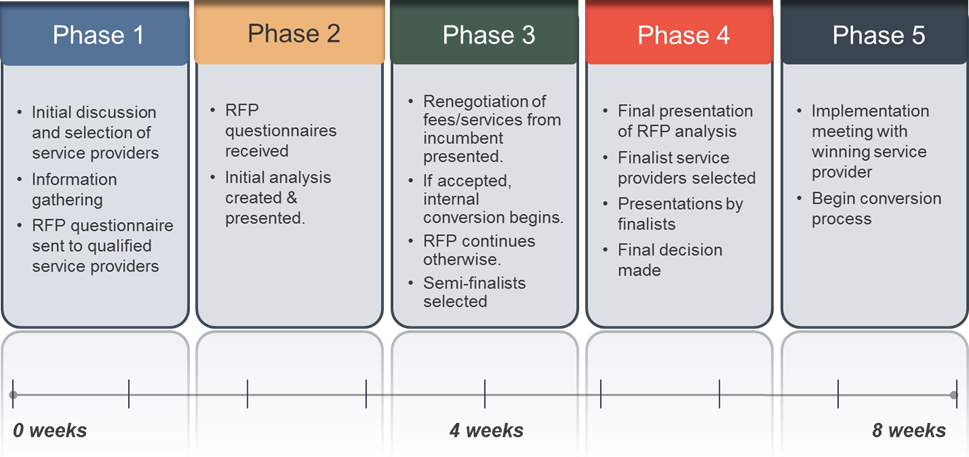 Phase 1
• Initial discussion
and selection of
service providers
• Information
gathering
• RFP questionnaire
sent to qualified
service providers
Phase 2
• RFP
questionnaires
received
• Initial analysis
created &
presented.
Phase 3
• Renegotiation of
fees/services from
incumbent
presented.
• If accepted,
internal
conversion begins.
• RFP continues
otherwise.
• Semi-finalists
selected
Phase 4
• Final presentation
of RFP analysis
• Finalist service
providers selected
• Presentations by
finalists
• Final decision
made
Phase 5
• Implementation
meeting with
winning service
provider
• Begin conversion
process
0 weeks
4 weeks
8 weeks